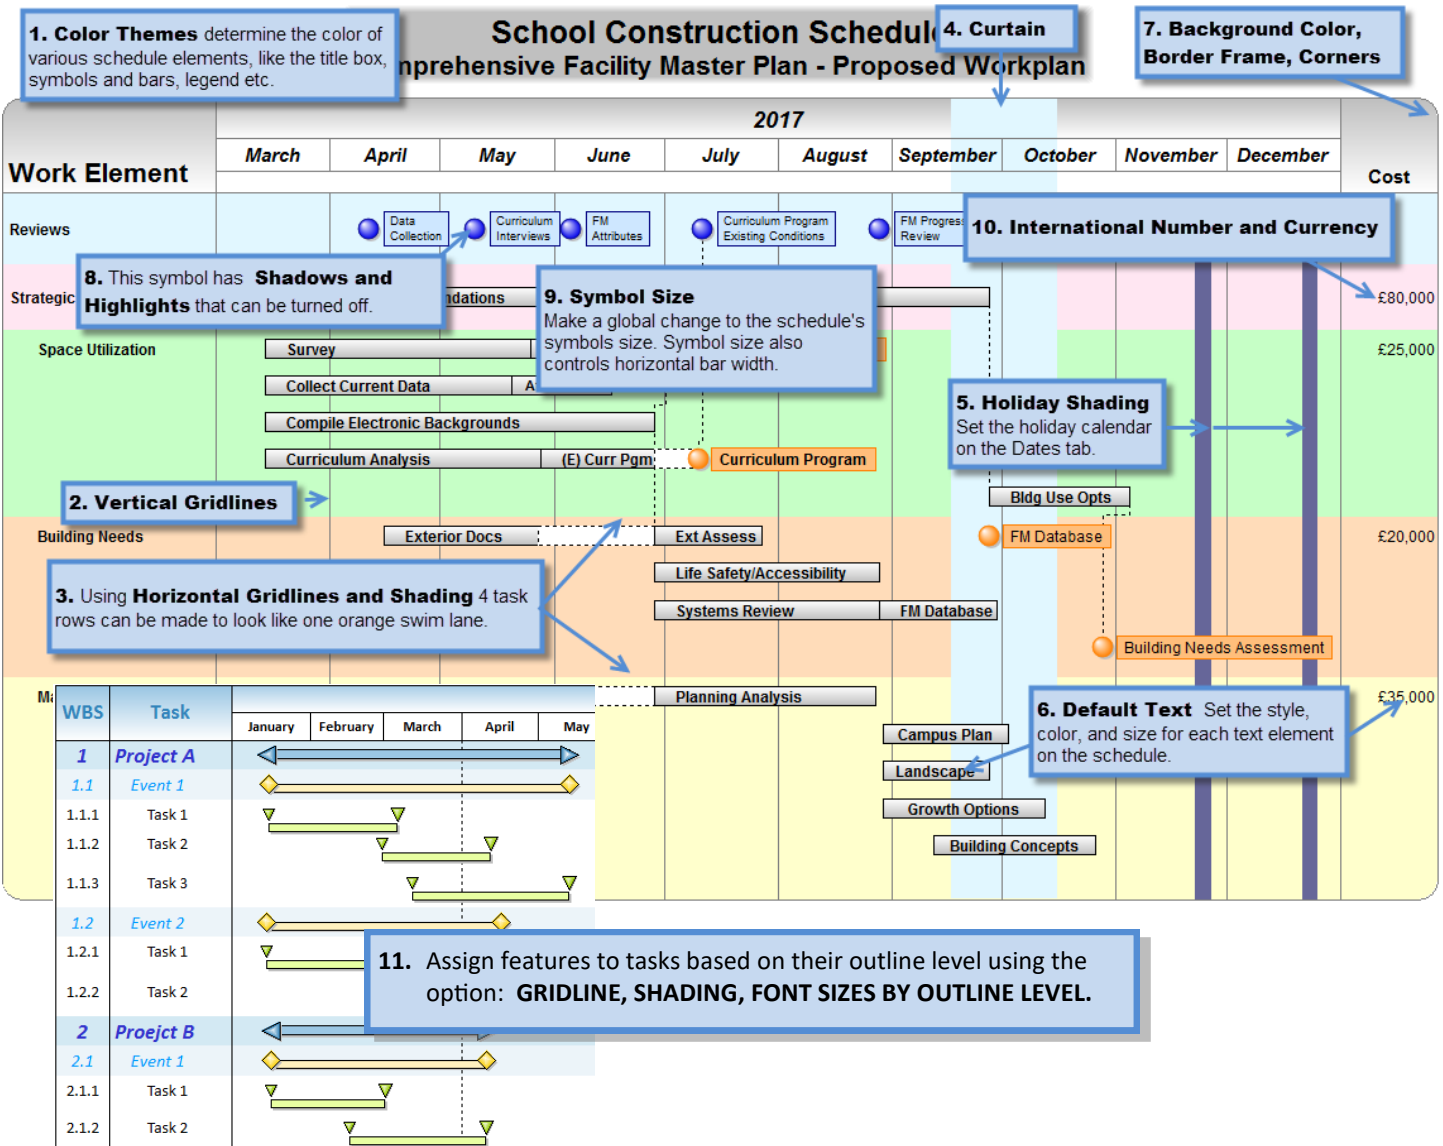 1. Color Themes determine the color of
various schedule elements, like the title box,
symbols and bars, legend etc.
School Construction Schedul
mprehensive Facility Master Plan - Proposed Workplan
4. Curtain
7. Background Color,
Border Frame, Corners
2017
Work Element
March April May June July August September October November December
Cost
Reviews
Data
Collection
Curriculum
Interviews
FM
Attributes
Curriculum Program
Existing Conditions
FM Progress
Review
10. International Number and Currency
8. This symbol has Shadows and
Highlights that can be turned off.
Strategic
ndations
£80,000
9. Symbol Size
Make a global change to the schedule's
symbols size. Symbol size also
controls horizontal bar width.
Space Utilization
Survey
£25,000
Collect Current Data
Compile Electronic Backgrounds
5. Holiday Shading
Set the holiday calendar
on the Dates tab.
Curriculum Analysis (E) Curr Pgm Curriculum Program
2. Vertical Gridlines
Bldg Use Opts
Building Needs
Exterior Docs Ext Assess FM Database
£20,000
3. Using Horizontal Gridlines and Shading 4 task
rows can be made to look like one orange swim lane.
Life Safety/Accessibility
Systems Review FM Database
Building Needs Assessment
Planning Analysis
£35,000
6. Default Text Set the style,
color, and size for each text element
on the schedule.
Campus Plan
Landscape
Growth Options
Building Concepts
WBS Task
January February March April May
1 Project A
1.1 Event 1
1.1.1 Task 1
1.1.2 Task 2
1.1.3 Task 3
1.2 Event 2
1.2.1 Task 1
1.2.2 Task 2
2 Proejct B
2.1 Event 1
2.1.1 Task 1
2.1.2 Task 2
11. Assign features to tasks based on their outline level using the
option: GRIDLINE, SHADING, FONT SIZES BY OUTLINE LEVEL.